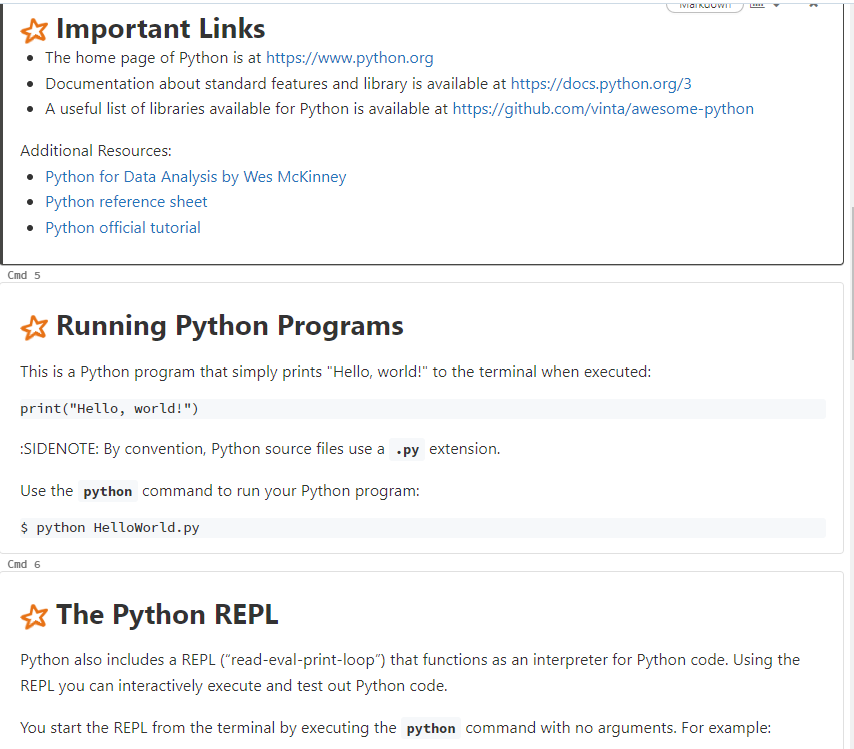 Markdown
Important Links
The home page of Python is at https://www.python.org
Documentation about standard features and library is available at https://docs.python.org/3
A useful list of libraries available for Python is available at https://github.com/vinta/awesome-python
Additional Resources:
Python for Data Analysis by Wes McKinney
Python reference sheet
Python official tutorial
Cmd 5
Running Python Programs
This is a Python program that simply prints "Hello, world!" to the terminal when executed:
print("Hello, world!")
:SIDENOTE: By convention, Python source files use a .py extension.
Use the python command to run your Python program:
$ python HelloWorld.py
Cmd 6
The Python REPL
Python also includes a REPL (“read-eval-print-loop”) that functions as an interpreter for Python code. Using the
REPL you can interactively execute and test out Python code.
You start the REPL from the terminal by executing the python command with no arguments. For example: